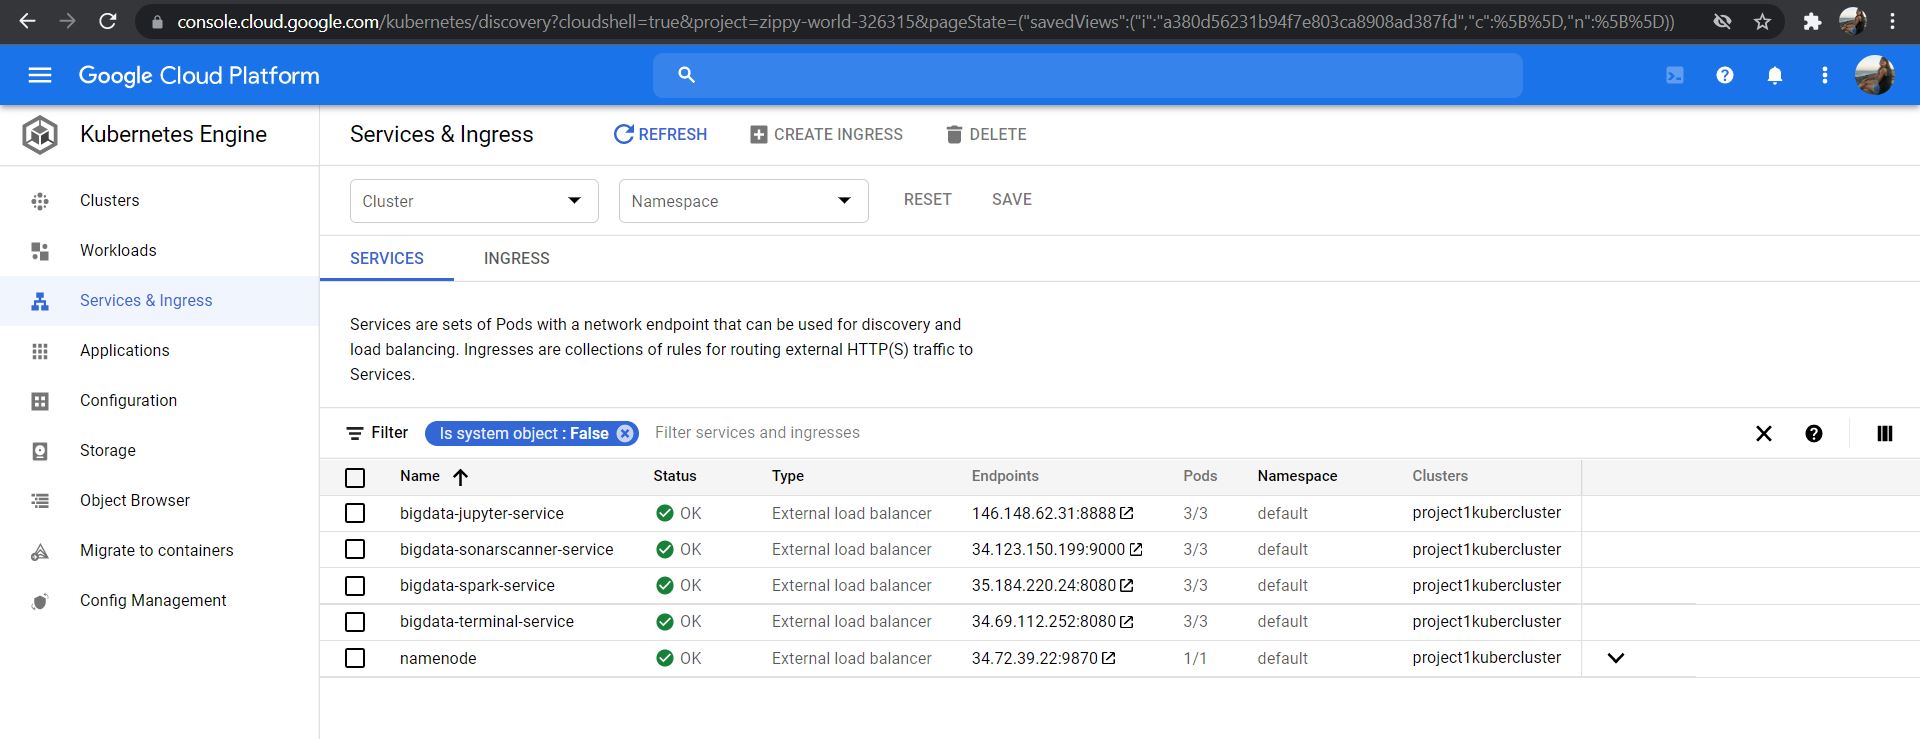 console.cloud.google.com/kubernetes/discovery?cloudshell=true&project=zippy-world-326315&pageState=("savedViews":("i":"a380d56231b94f7e803ca8908ad387fd","c":%5B%5D,"n":%5B%5D))
Google Cloud Platform
Kubernetes Engine
Services & Ingress REFRESH CREATE INGRESS DELETE
Clusters
Workloads
Services & Ingress
Applications
Configuration
Storage
Object Browser
Migrate to containers
Config Management
Cluster Namespace RESET SAVE
SERVICES INGRESS
Services are sets of Pods with a network endpoint that can be used for discovery and
load balancing. Ingresses are collections of rules for routing external HTTP(S) traffic to
Services.
Filter Is system object : False Filter services and ingresses
Name Status Type Endpoints Pods Namespace Clusters
bigdata-jupyter-service OK External load balancer 146.148.62.31:8888 3/3 default project1kubercluster
bigdata-sonarscanner-service OK External load balancer 34.123.150.199:9000 3/3 default project1kubercluster
bigdata-spark-service OK External load balancer 35.184.220.24:8080 3/3 default project1kubercluster
bigdata-terminal-service OK External load balancer 34.69.112.252:8080 3/3 default project1kubercluster
namenode OK External load balancer 34.72.39.22:9870 1/1 default project1kubercluster